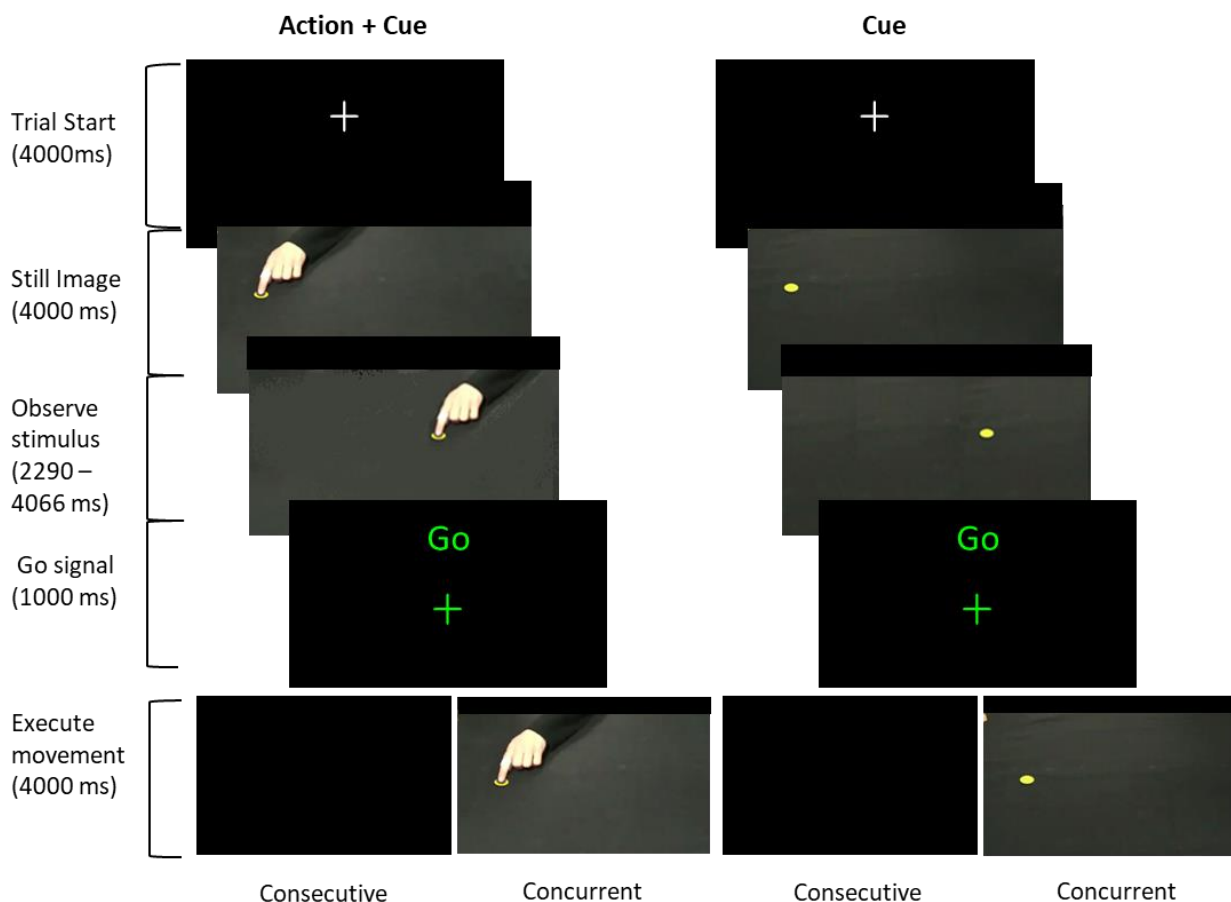 Action + Cue
Cue
Trial Start
(4000ms)
Still Image
(4000 ms)
Observe
stimulus
(2290 –
4066 ms)
Go
Go
Go signal
(1000 ms)
Execute
movement
(4000 ms)
Consecutive
Concurrent
Consecutive
Concurrent